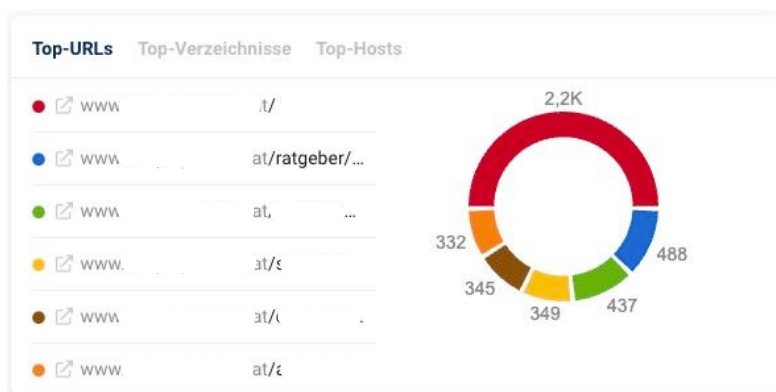 Top-URLs Top-Verzeichnisse Top-Hosts
www. t/
www. at/ratgeber/...
www. at/ ...
www. at/s
www. at/
www. at/a
2,2K
488
437
349
345
332